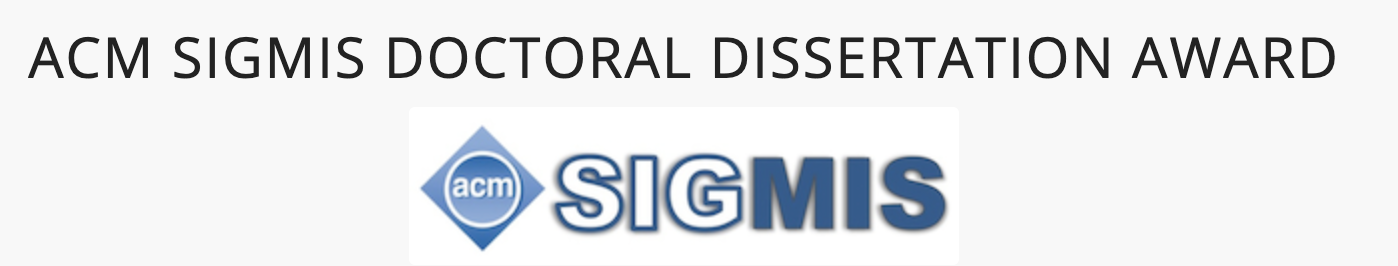 ACM SIGMIS DOCTORAL DISSERTATION AWARD
acm SIGMIS